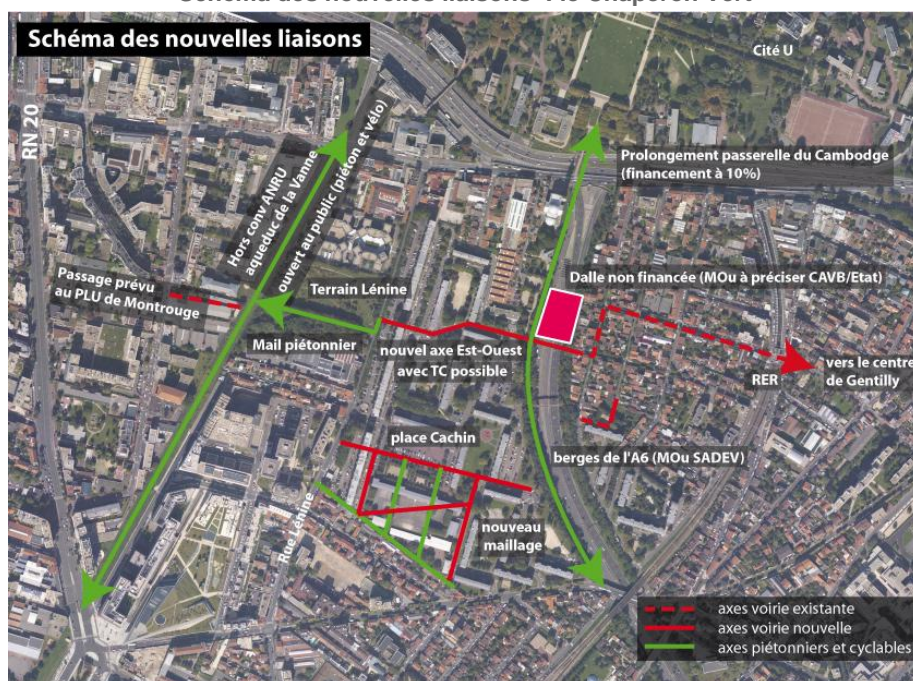 Schéma des nouvelles liaisons
Cité U
RN 20
Hors conv ANRU
aqueduc de la Vanne
ouvert au public (piéton et vélo)
Prolongement passerelle du Cambodge
(financement à 10%)
Passage prévu
au PLU de Montrouge
Terrain Lénine
Dalle non financée (MOu à préciser CAVB/Etat)
Mail piétonnier
nouvel axe Est-Ouest
avec TC possible
RER
vers le centre
de Gentilly
place Cachin
berges de l'A6 (MOu SADEV)
Rue Lénine
nouveau
maillage
axes voirie existante
axes voirie nouvelle
axes piétonniers et cyclables